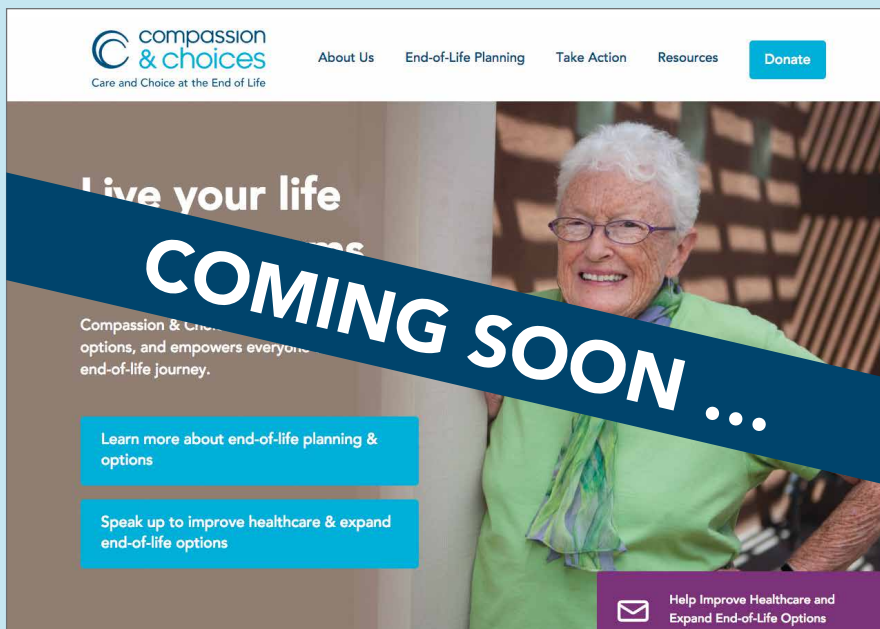 compassion
& choices
Care and Choice at the End of Life
About Us
End-of-Life Planning
Take Action
Resources
Donate
Live your life
COMING SOON ...
Compassion &
options, and empowers everyone
end-of-life journey.
Learn more about end-of-life planning &
options
Speak up to improve healthcare & expand
end-of-life options
Help Improve Healthcare and
Expand End-of-Life Options